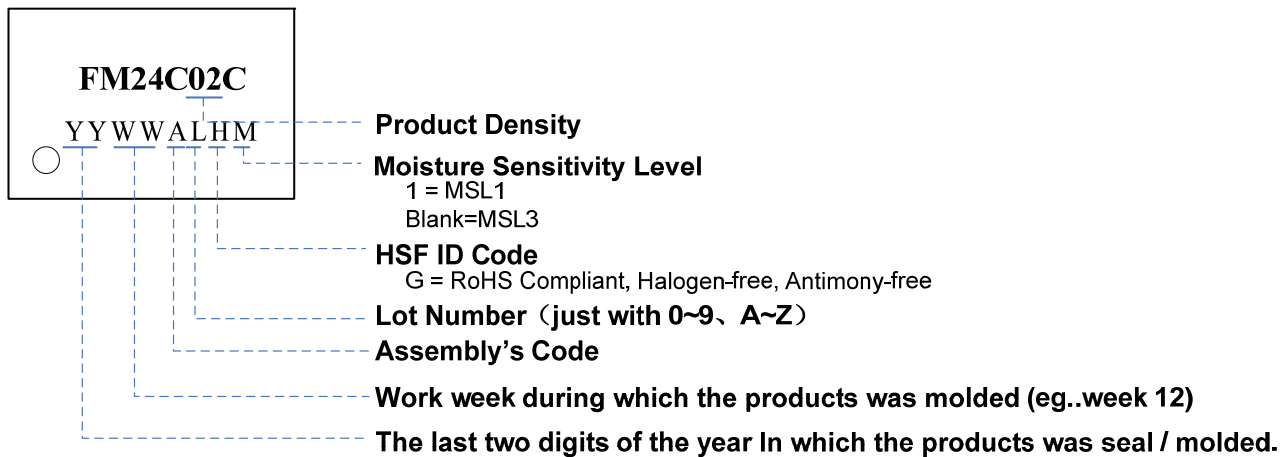 FM24C02C
YYWWALHM
Product Density
Moisture Sensitivity Level
1 = MSL1
Blank=MSL3
HSF ID Code
G = RoHS Compliant, Halogen-free, Antimony-free
Lot Number（just with 0~9、A~Z）
Assembly’s Code
Work week during which the products was molded (eg..week 12)
The last two digits of the year In which the products was seal / molded.